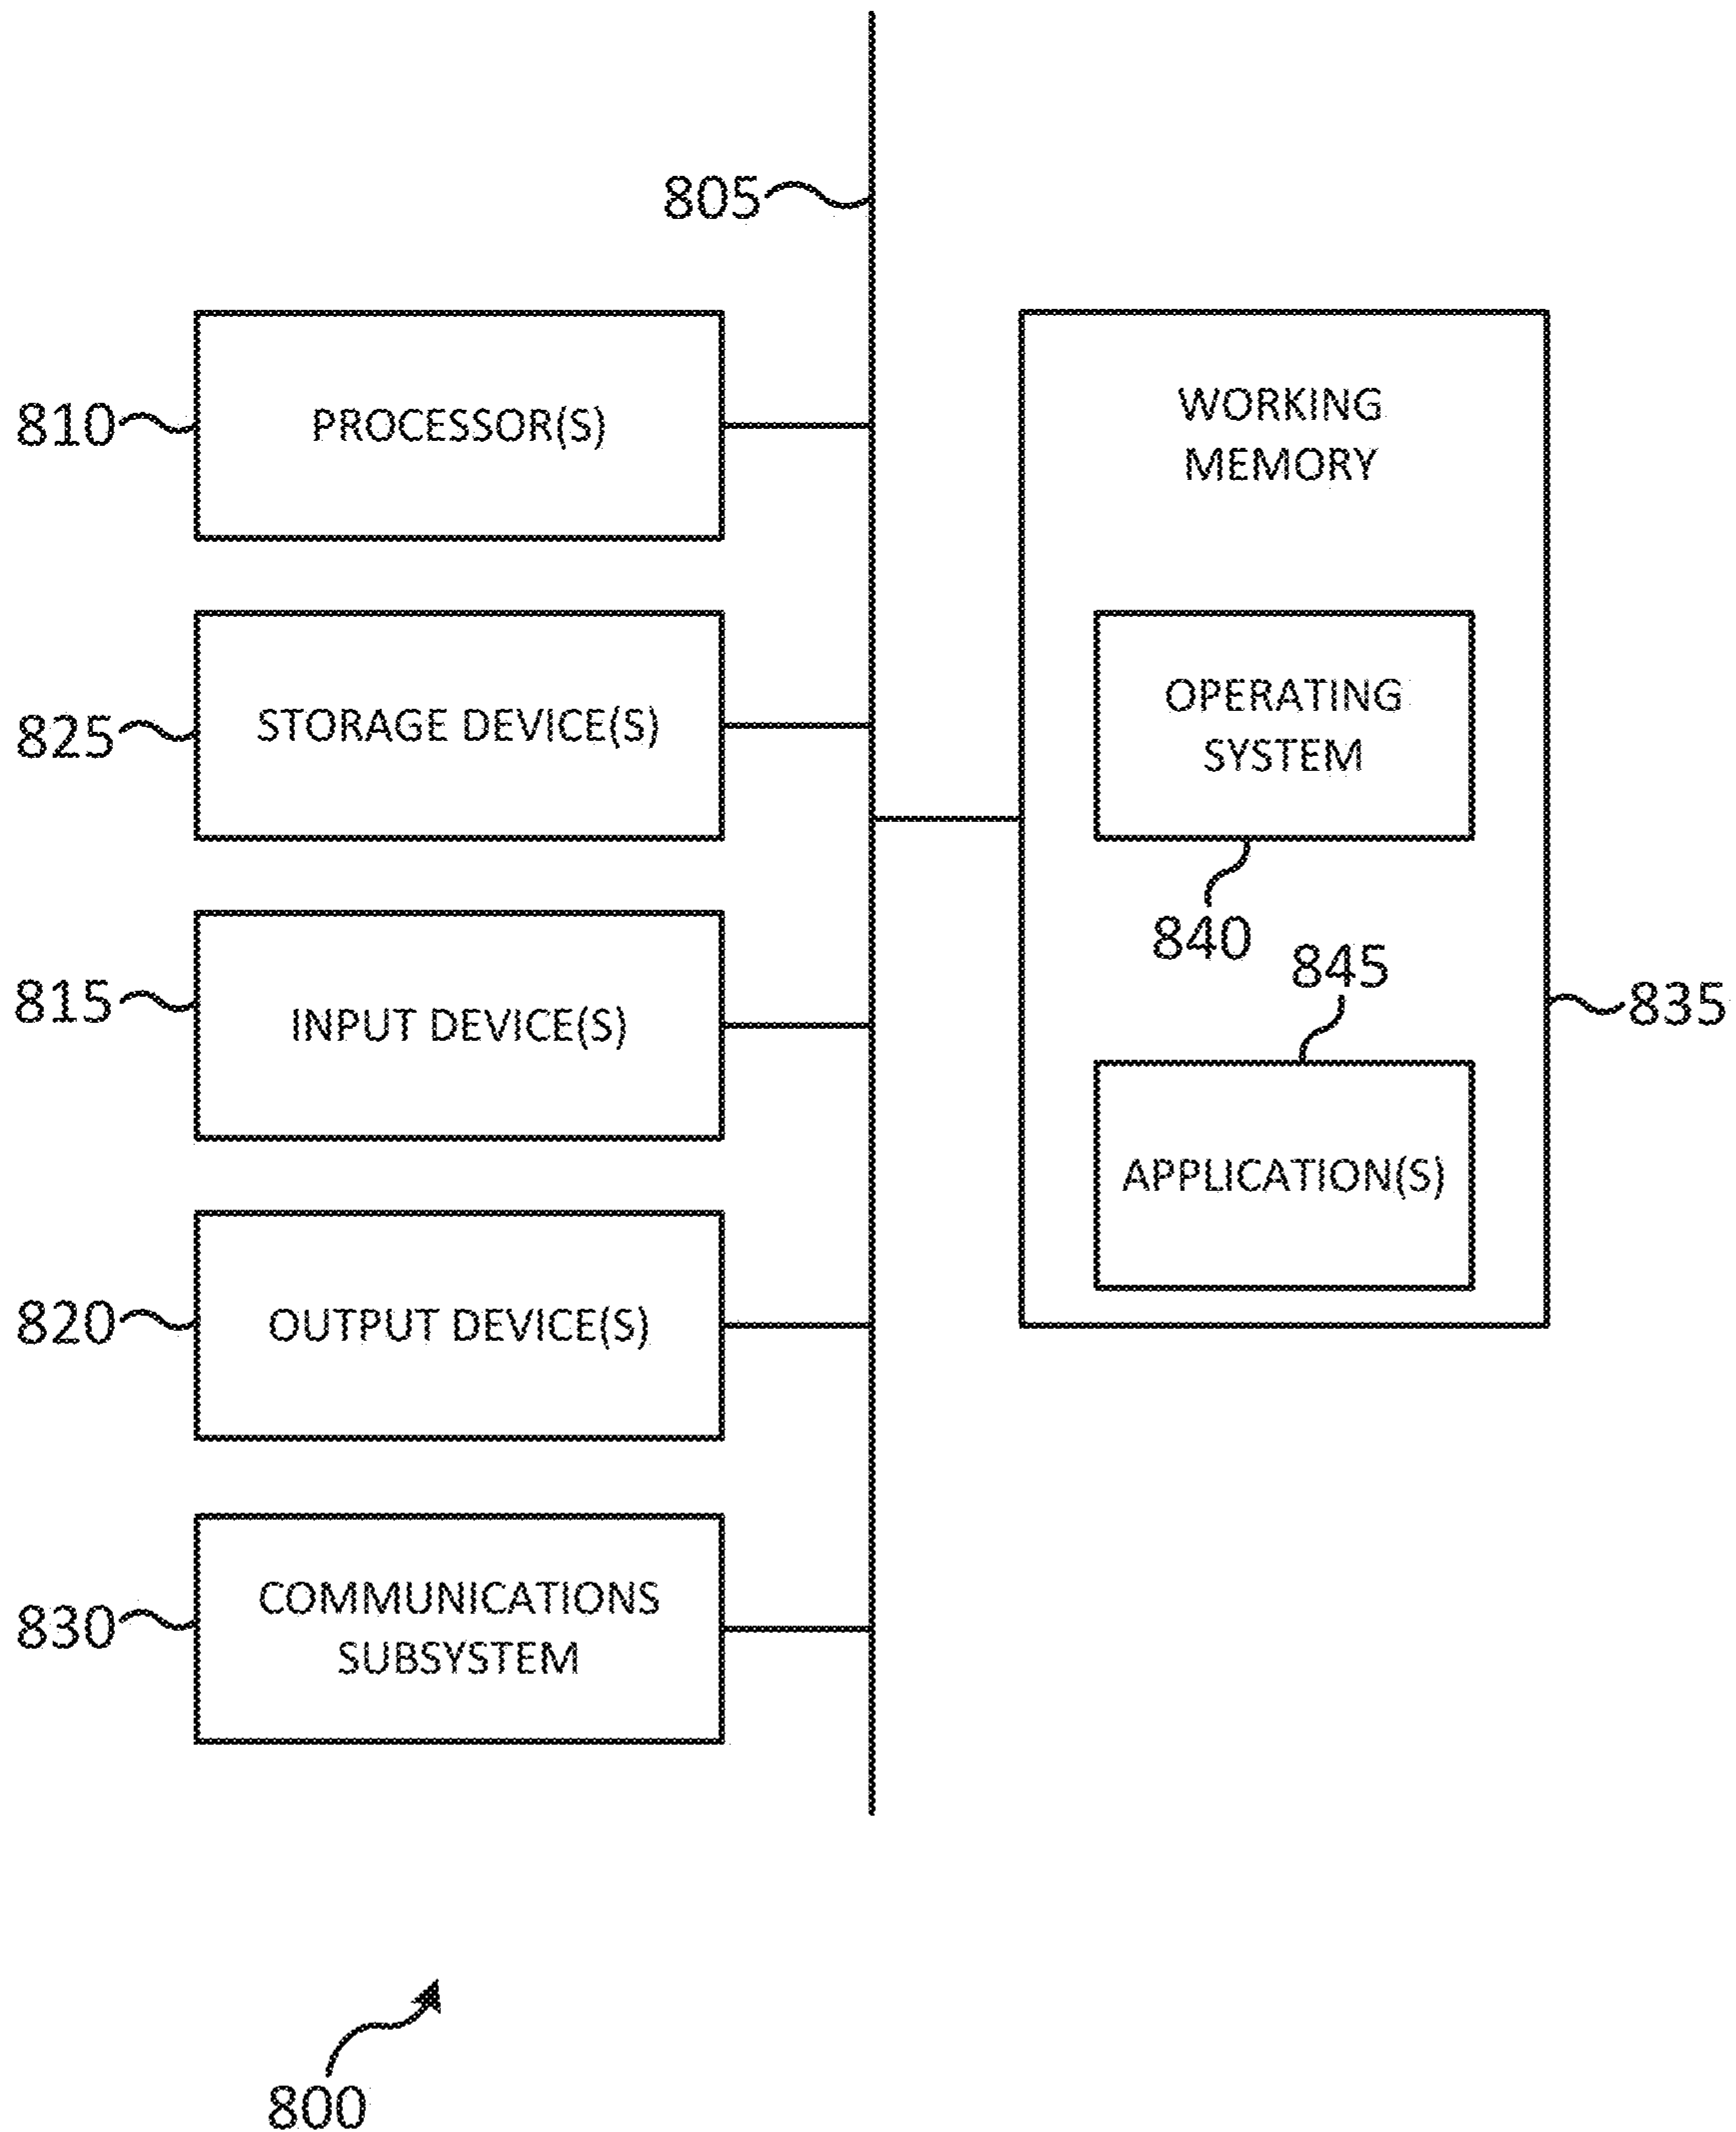 805
810
PROCESSOR(S)
WORKING
MEMORY
825
STORAGE DEVICE(S)
OPERATING
SYSTEM
840
845
815
INPUT DEVICE(S)
835
APPLICATION(S)
820
OUTPUT DEVICE(S)
830
COMMUNICATIONS
SUBSYSTEM
800